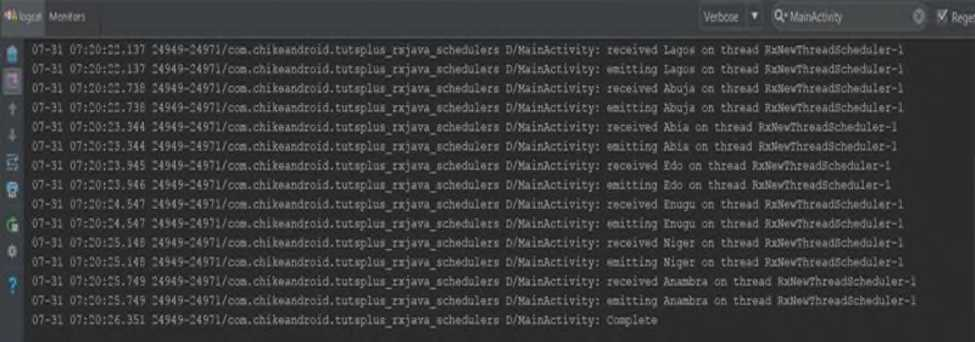 logcat Monitors Verbose MainActivity Rege
07-31 07:20:22.137 24949-24971/com.chikeandroid.tutsplus_rxjava_schedulers D/MainActivity: received Lagos on thread RxNewThreadScheduler-1
07-31 07:20:22.137 24949-24971/com.chikeandroid.tutsplus_rxjava_schedulers D/MainActivity: emitting Lagos on thread RxNewThreadScheduler-1
07-31 07:20:22.738 24949-24971/com.chikeandroid.tutsplus_rxjava_schedulers D/MainActivity: received Abuja on thread RxNewThreadScheduler-1
07-31 07:20:22.738 24949-24971/com.chikeandroid.tutsplus_rxjava_schedulers D/MainActivity: emitting Abuja on thread RxNewThreadScheduler-1
07-31 07:20:23.344 24949-24971/com.chikeandroid.tutsplus_rxjava_schedulers D/MainActivity: received Abia on thread RxNewThreadScheduler-1
07-31 07:20:23.344 24949-24971/com.chikeandroid.tutsplus_rxjava_schedulers D/MainActivity: emitting Abia on thread RxNewThreadScheduler-1
07-31 07:20:23.945 24949-24971/com.chikeandroid.tutsplus_rxjava_schedulers D/MainActivity: received Edo on thread RxNewThreadScheduler-1
07-31 07:20:23.946 24949-24971/com.chikeandroid.tutsplus_rxjava_schedulers D/MainActivity: emitting Edo on thread RxNewThreadScheduler-1
07-31 07:20:24.547 24949-24971/com.chikeandroid.tutsplus_rxjava_schedulers D/MainActivity: received Enugu on thread RxNewThreadScheduler-1
07-31 07:20:24.547 24949-24971/com.chikeandroid.tutsplus_rxjava_schedulers D/MainActivity: emitting Enugu on thread RxNewThreadScheduler-1
07-31 07:20:25.148 24949-24971/com.chikeandroid.tutsplus_rxjava_schedulers D/MainActivity: received Niger on thread RxNewThreadScheduler-1
07-31 07:20:25.148 24949-24971/com.chikeandroid.tutsplus_rxjava_schedulers D/MainActivity: emitting Niger on thread RxNewThreadScheduler-1
07-31 07:20:25.749 24949-24971/com.chikeandroid.tutsplus_rxjava_schedulers D/MainActivity: received Anambra on thread RxNewThreadScheduler-1
07-31 07:20:25.749 24949-24971/com.chikeandroid.tutsplus_rxjava_schedulers D/MainActivity: emitting Anambra on thread RxNewThreadScheduler-1
07-31 07:20:26.351 24949-24971/com.chikeandroid.tutsplus_rxjava_schedulers D/MainActivity: Complete